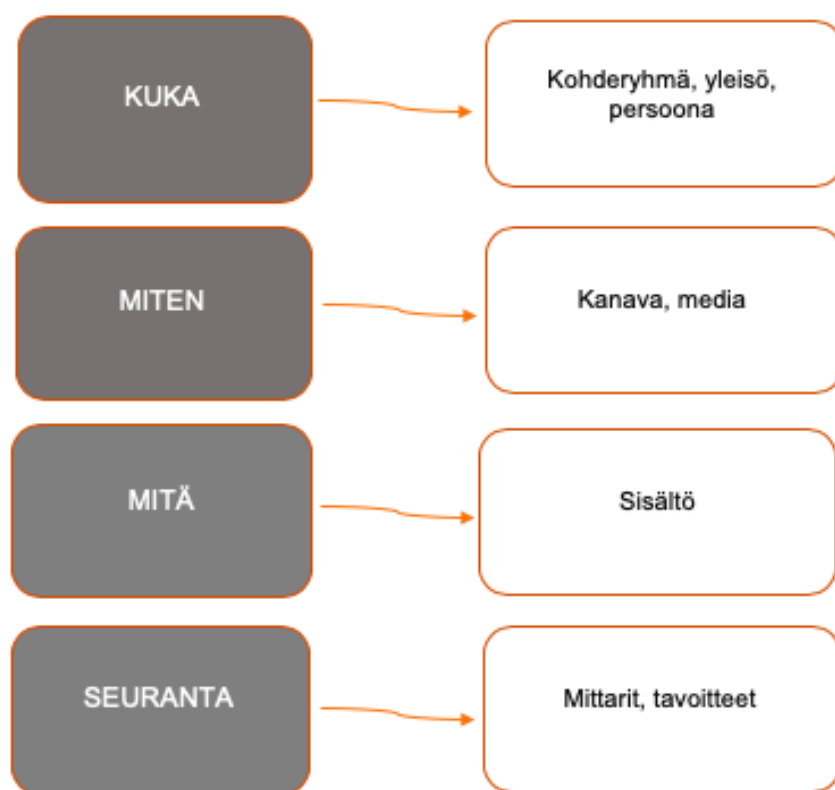 KUKA
Kohderyhmä, yleisö,
persoona
MITEN
Kanava, media
MITÄ
Sisältö
SEURANTA
Mittarit, tavoitteet